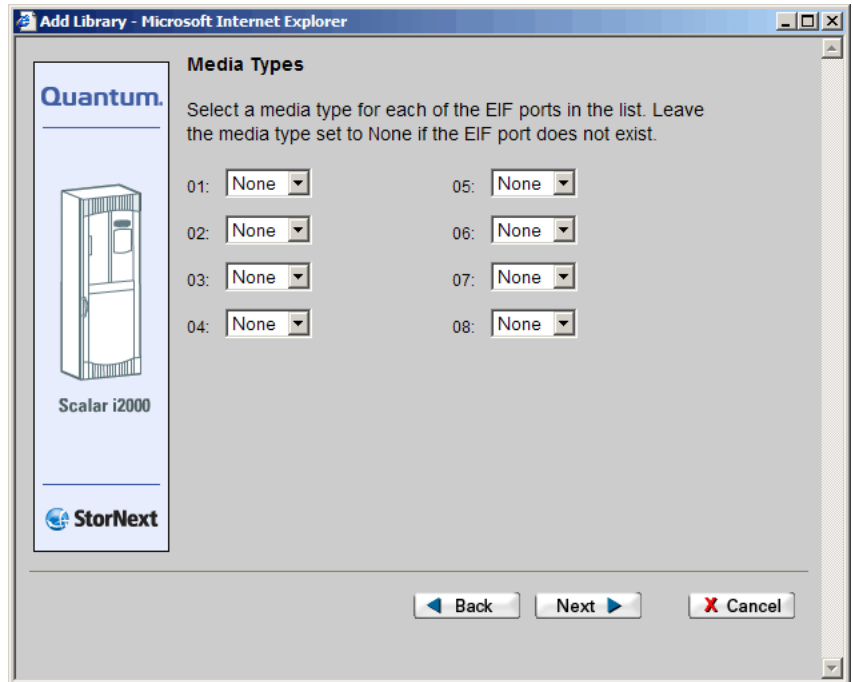 Add Library - Microsoft Internet Explorer
Media Types
Quantum.
Select a media type for each of the EIF ports in the list. Leave
the media type set to None if the EIF port does not exist.
01: None
05: None
02: None
06: None
03: None
07: None
04: None
08: None
Scalar i2000
StorNext
Back
Next
X Cancel